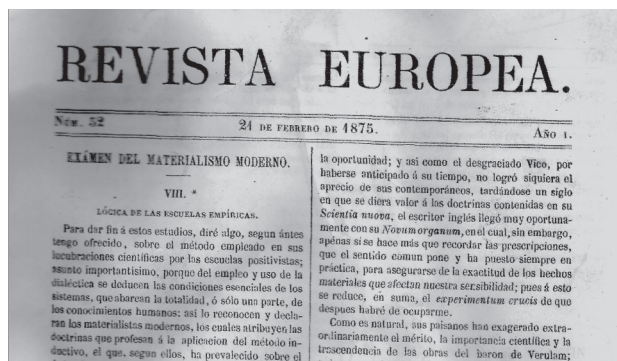 REVISTA EUROPEA.
NÚM. 52
21 DE FEBRERO DE 1875.
AÑO I.
EXÁMEN DEL MATERIALISMO MODERNO.
VIII. *
LÓGICA DE LAS ESCUELAS EMPÍRICAS.
Para dar fin á estos estudios, diré algo, segun ántes
tengo ofrecido, sobre el método empleado en sus
lucubraciones científicas por las escuelas positivistas;
asunto importantísimo, porque del empleo y uso de la
dialéctica se deducen las condiciones esenciales de los
sistemas, que abarcan la totalidad, ó sólo una parte, de
los conocimientos humanos: así lo reconocen y decla-
ran los materialistas modernos, los cuales atribuyen las
doctrinas que profesan á la aplicacion del método in-
ductivo, el que, segun ellos, ha prevalecido sobre el
la oportunidad; y asi como el desgraciado Vico, por
haberse anticipado á su tiempo, no logró siquiera el
aprecio de sus contemporáneos, tardándose un siglo
en que se diera valor á las doctrinas contenidas en su
Scientia nuova, el escritor inglés llegó muy oportuna-
mente con su Novum organum, en el cual, sin embargo,
apénas si se hace más que recordar las prescripciones,
que el sentido comun pone y ha puesto siempre en
práctica, para asegurarse de la exactitud de los hechos
materiales que afectan nuestra sensibilidad; pues á esto
se reduce, en suma, el experimentum crucis de que
despues habré de ocuparme.
Como es natural, sus paisanos han exagerado extra-
ordinariamente el mérito, la importancia científica y la
trascendencia de las obras del baron de Verulam;